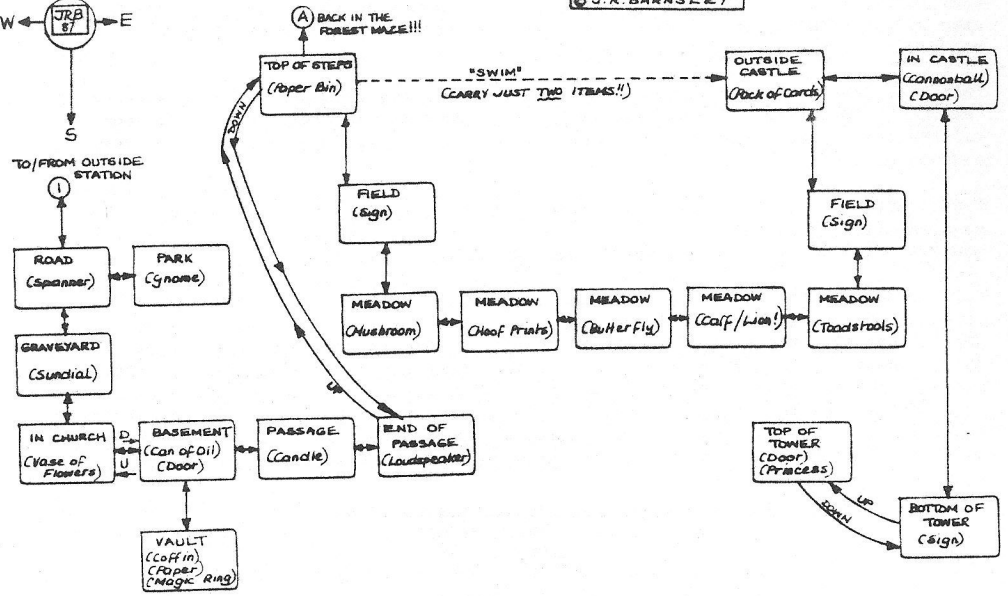 © J.R. BARNSLEY
W
JRB
87
E
S
A
BACK IN THE
FOREST MAZE!!!
TOP OF STEPS
(Paper Bin)
"SWIM"
(CARRY JUST TWO ITEMS!!)
OUTSIDE
CASTLE
(Pack of Cards)
IN CASTLE
(Cannonball)
(Door)
DOWN
TO/FROM OUTSIDE
STATION
1
FIELD
(Sign)
FIELD
(Sign)
ROAD
(Spanner)
PARK
(Gnome)
MEADOW
(Mushroom)
MEADOW
(Hoof Prints)
MEADOW
(Butterfly)
MEADOW
(Calf/Lion!)
MEADOW
(Toadstools)
GRAVEYARD
(Sundial)
UP
IN CHURCH
(Vase of
Flowers)
D
U
BASEMENT
(Can of Oil)
(Door)
PASSAGE
(Candle)
END OF
PASSAGE
(Loudspeaker)
TOP OF
TOWER
(Door)
(Princess)
UP
DOWN
BOTTOM OF
TOWER
(Sign)
VAULT
(Coffin)
(Paper)
(Magic Ring)